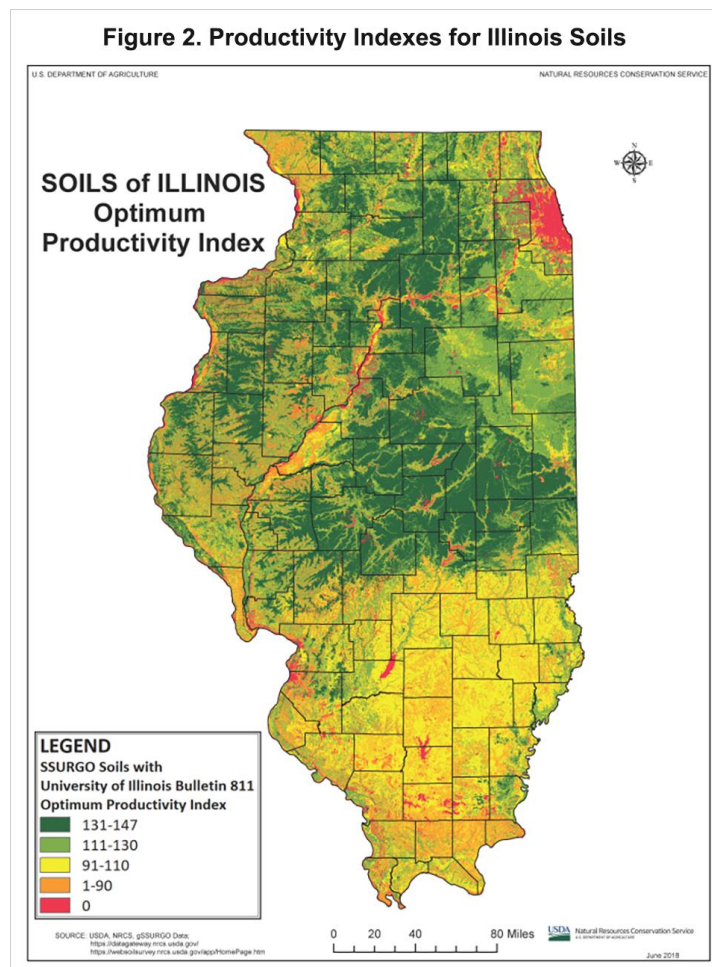 Figure 2. Productivity Indexes for Illinois Soils
U.S. DEPARTMENT OF AGRICULTURE
NATURAL RESOURCES CONSERVATION SERVICE
SOILS of ILLINOIS
Optimum
Productivity Index
N
W E
S
LEGEND
SSURGO Soils with
University of Illinois Bulletin 811
Optimum Productivity Index
131-147
111-130
91-110
1-90
0
SOURCE: USDA, NRCS, gSSURGO Data;
https://datagateway.nrcs.usda.gov/
https://websoilsurvey.nrcs.usda.gov/app/HomePage.htm
0 20 40 80 Miles
USDA Natural Resources Conservation Service
U.S. DEPARTMENT OF AGRICULTURE
June 2018